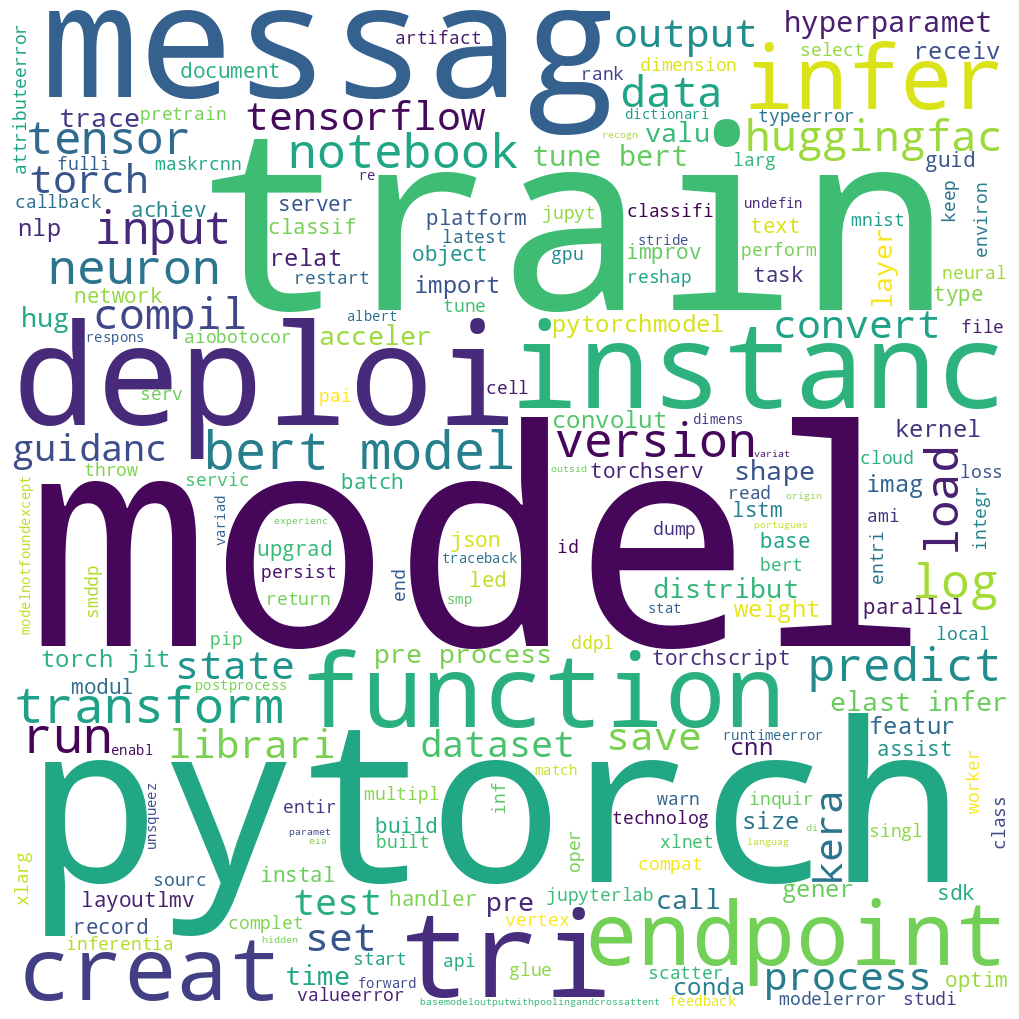 messag
artifact
output
hyperparamet
select
receiv
infer
attributeerror
document
rank
dimension
data
dictionari
typeerror
trace
pretrain
tensorflow
recogn
valu
huggingfac
tensor
fulli
maskrcnn
notebook
tune bert
larg
guid
torch
re
train
callback
achiev
server
platform
jupyt
classifi
undefin
text
mnist
keep
environ
nlp
input
classif
latest
stride
improv
perform
layer
neuron
relat
object
gpu
reshap
task
neural
restart
import
network
tune
type
hug
compil
albert
pytorchmodel
convert
file
respons
aiobotocor
acceler
instanc
deploi
serv
pai
cell
convolut
dimens
kernel
guidanc
bert model
version
variat
throw
servic
batch
outsid
torchserv
shape
cloud
loss
load
integr
modelnotfoundexcept
model
variad
read
origin
imag
experienc
json
dump
lstm
portugues
ami
upgrad
traceback
id
base
entri
persist
led
bert
smddp
return
end
smp
distribut
log
stat
weight
parallel
pip
ddpl
local
torch jit
state
pre process
torchscript
predict
modul
postprocess
function
transform
elast infer
run
enabl
librari
dataset
save
runtimeerror
cnn
featur
assist
pytorch
match
worker
multipl
inf
warn
inquir
kera
class
unsqueez
entir
technolog
size
singl
paramet
build
oper
xlnet
di
eia
built
languag
compat
xlarg
sourc
instal
gener
layoutlmv
test
handler
pre
jupyterlab
call
sdk
record
complet
tri
vertex
endpoint
inferentia
hidden
set
creat
time
start
api
glue
scatter
conda
process
optim
valueerror
forward
basemodeloutputwithpoolingandcrossattent
feedback
modelerror
studi